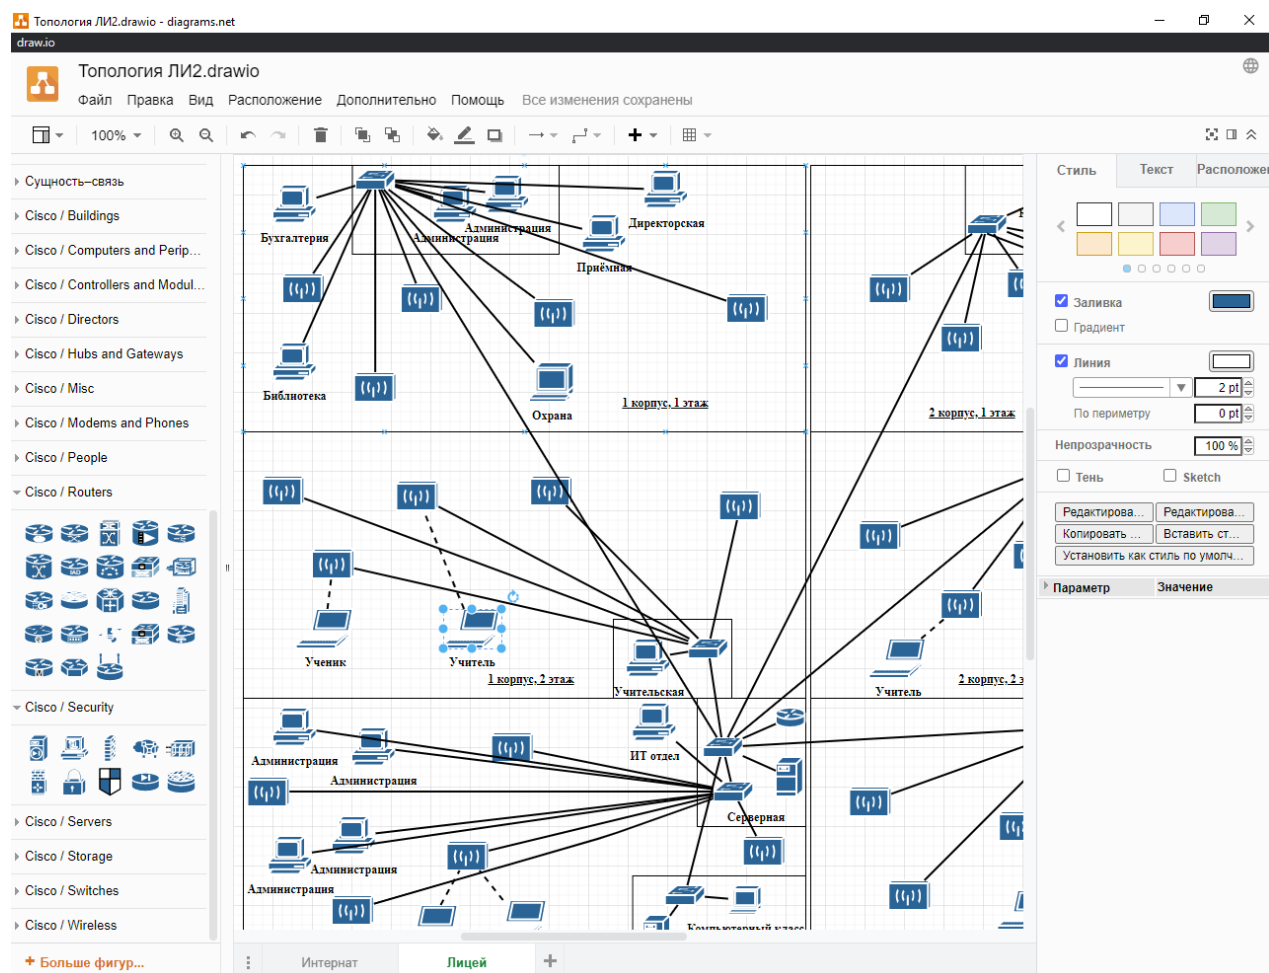 Топология ЛИ2.drawio - diagrams.net
draw.io
Топология ЛИ2.drawio
Файл Правка Вид Расположение Дополнительно Помощь Все изменения сохранены
100%
Сущность–связь
Cisco / Buildings
Cisco / Computers and Perip...
Cisco / Controllers and Modul...
Cisco / Directors
Cisco / Hubs and Gateways
Cisco / Misc
Cisco / Modems and Phones
Cisco / People
Cisco / Routers
Cisco / Security
Cisco / Servers
Cisco / Storage
Cisco / Switches
Cisco / Wireless
+ Больше фигур...
Бухгалтерия
Администрация
Администрация
Директорская
Приёмная
Библиотека
Охрана
1 корпус, 1 этаж
2 корпус, 1 этаж
Ученик
Учитель
1 корпус, 2 этаж
Учительская
Учитель
2 корпус, 2 э
Администрация
Администрация
ИТ отдел
Серверная
Администрация
Администрация
Компьютерный класс
Интернат
Лицей
Стиль
Текст
Расположен
Заливка
Градиент
Линия
2 pt
По периметру
0 pt
Непрозрачность
100 %
Тень
Sketch
Редактирова...
Редактирова...
Копировать ...
Вставить ст...
Установить как стиль по умолч...
Параметр
Значение